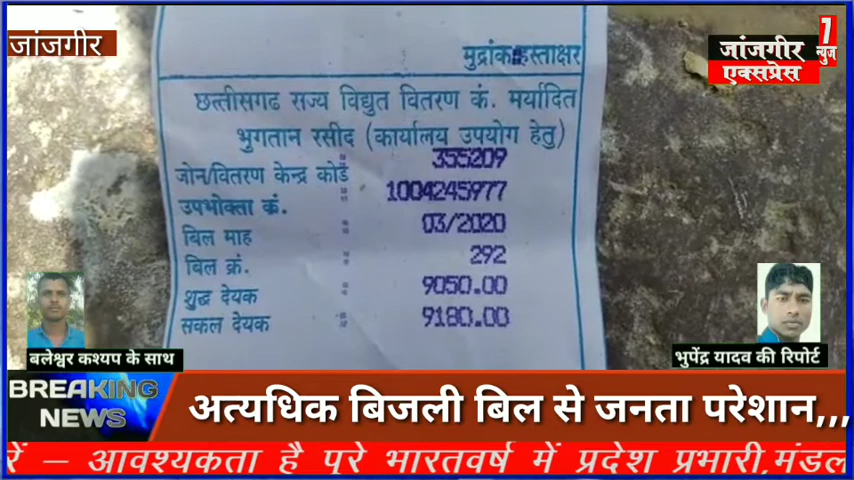 जांजगीर
7
जांजगीर
न्युज
एक्सप्रेस
मुद्रांक हस्ताक्षर
छत्तीसगढ राज्य विद्युत वितरण कं. मर्यादित
भुगतान रसीद (कार्यालय उपयोग हेतु)
जोन/वितरण केन्द्र कोड : 355209
उपभोक्ता कं. : 1004245977
बिल माह : 03/2020
बिल क्रं. : 292
शुद्ध देयक : 9050.00
सकल देयक : 9180.00
बलेश्वर कश्यप के साथ
भुपेंद्र यादव की रिपोर्ट
BREAKING
NEWS
अत्यधिक बिजली बिल से जनता परेशान,,,
रें – आवश्यकता है पूरे भारतवर्ष में प्रदेश प्रभारी,मंडल